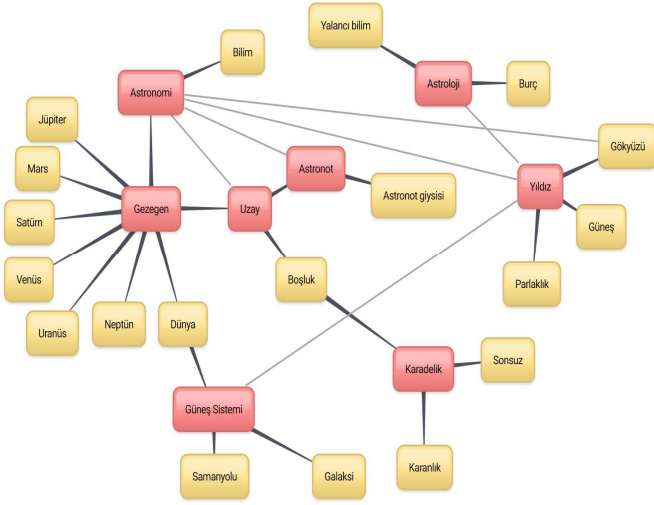 Yalancı bilim
Bilim
Astronomi
Astroloji
Burç
Jüpiter
Gökyüzü
Mars
Astronot
Yıldız
Gezegen
Uzay
Astronot giysisi
Satürn
Güneş
Venüs
Boşluk
Parlaklık
Uranüs
Neptün
Dünya
Karadelik
Sonsuz
Güneş Sistemi
Samanyolu
Galaksi
Karanlık